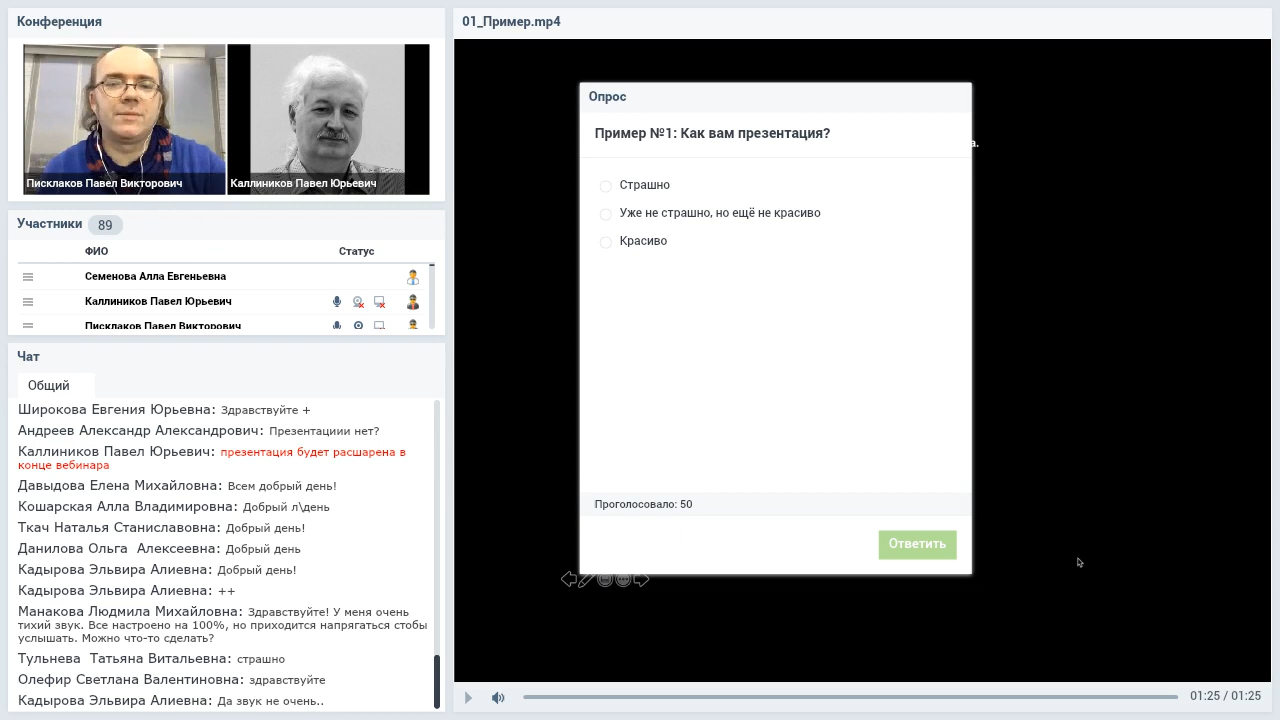 Конференция
Писклаков Павел Викторович
Каллиников Павел Юрьевич
Участники 89
ФИО Статус
Семенова Алла Евгеньевна
Каллиников Павел Юрьевич
Писклаков Павел Викторович
Чат
Общий
Широкова Евгения Юрьевна: Здравствуйте +
Андреев Александр Александрович: Презентациии нет?
Каллиников Павел Юрьевич: презентация будет расшарена в
конце вебинара
Давыдова Елена Михайловна: Всем добрый день!
Кошарская Алла Владимировна: Добрый л\день
Ткач Наталья Станиславовна: Добрый день!
Данилова Ольга  Алексеевна: Добрый день
Кадырова Эльвира Алиевна: Добрый день!
Кадырова Эльвира Алиевна: ++
Манакова Людмила Михайловна: Здравствуйте! У меня очень
тихий звук. Все настроено на 100%, но приходится напрягаться стобы
услышать. Можно что-то сделать?
Тульнева  Татьяна Витальевна: страшно
Олефир Светлана Валентиновна: здравствуйте
Кадырова Эльвира Алиевна: Да звук не очень..
01_Пример.mp4
Опрос
Пример №1: Как вам презентация?
а.
Страшно
Уже не страшно, но ещё не красиво
Красиво
Проголосовало: 50
Ответить
01:25 / 01:25